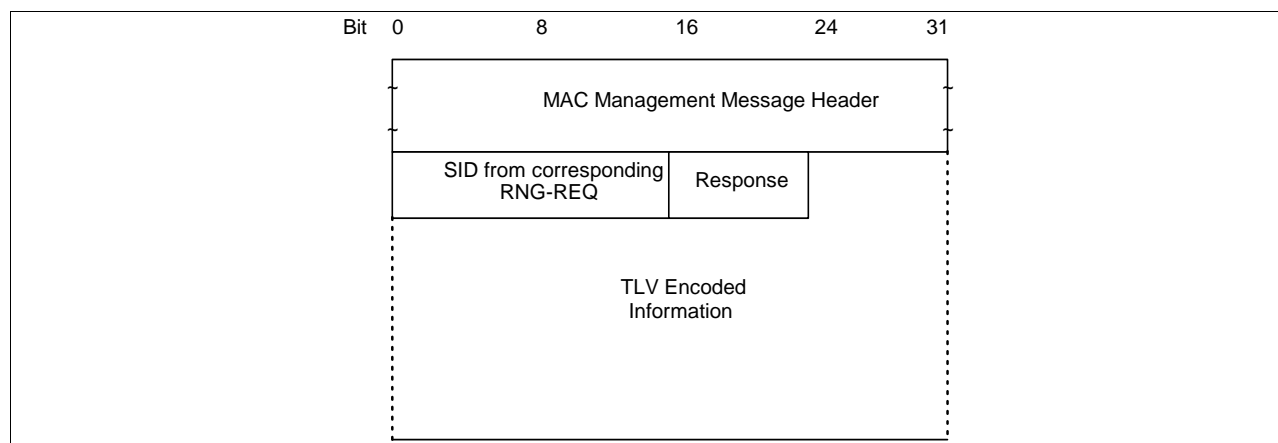 Bit 0 8 16 24 31
MAC Management Message Header
~ ~
~ ~
SID from corresponding
RNG-REQ
Response
TLV Encoded
Information